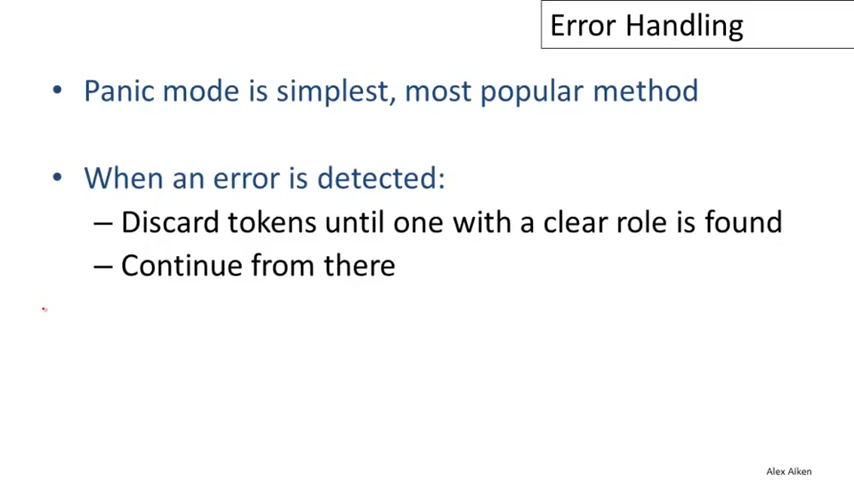 Error Handling
• Panic mode is simplest, most popular method
• When an error is detected:
– Discard tokens until one with a clear role is found
– Continue from there
Alex Aiken